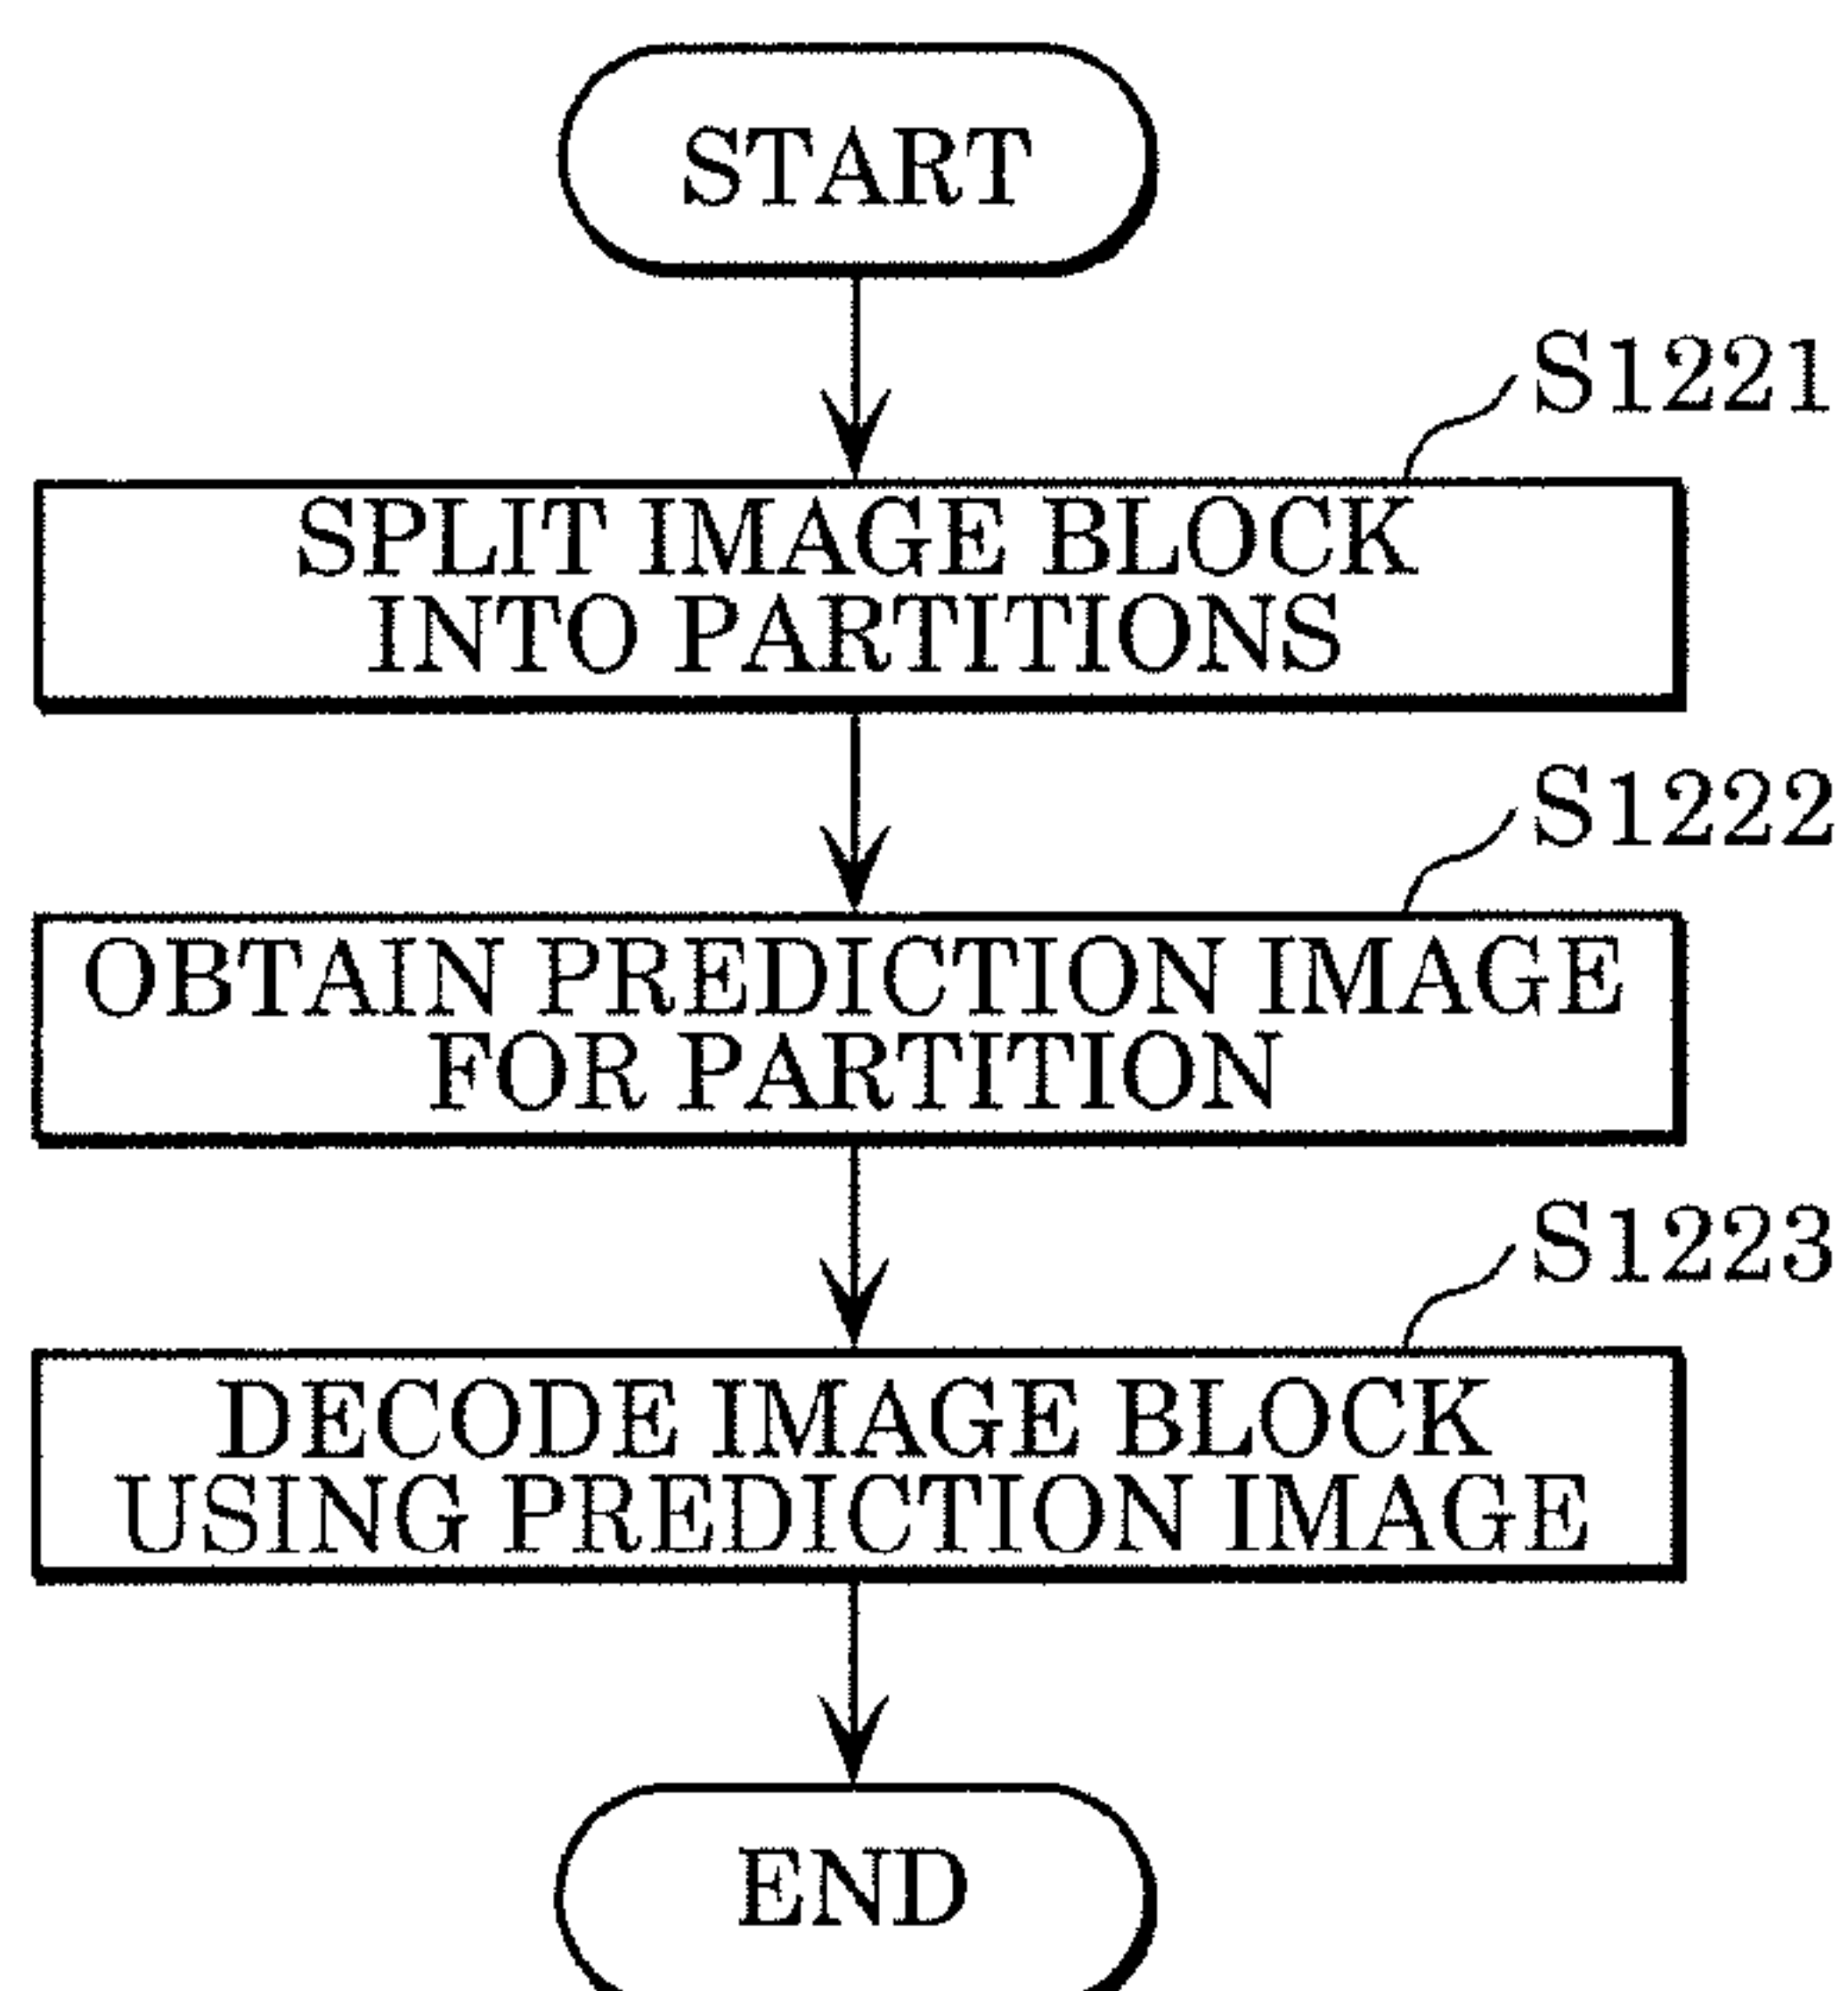 START
S1221
SPLIT IMAGE BLOCK
INTO PARTITIONS
S1222
OBTAIN PREDICTION IMAGE
FOR PARTITION
S1223
DECODE IMAGE BLOCK
USING PREDICTION IMAGE
END